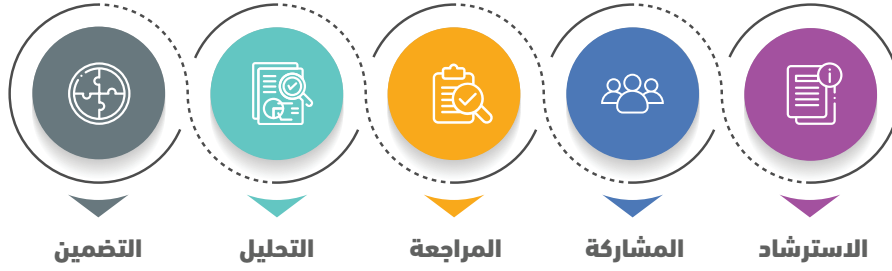 الاسترشاد
المشاركة
المراجعة
التحليل
التضمين